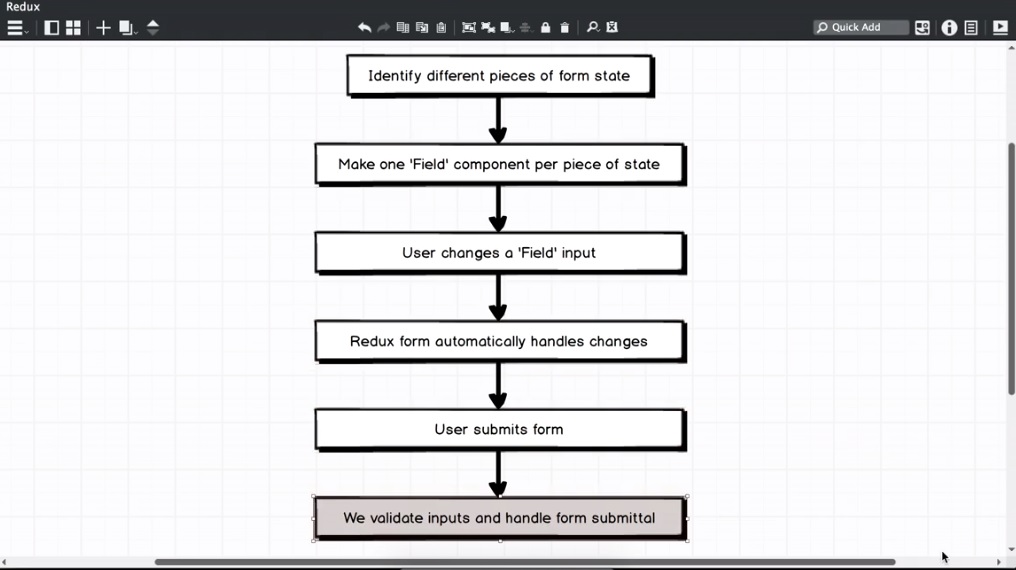 Redux
Quick Add
Identify different pieces of form state
Make one 'Field' component per piece of state
User changes a 'Field' input
Redux form automatically handles changes
User submits form
We validate inputs and handle form submittal